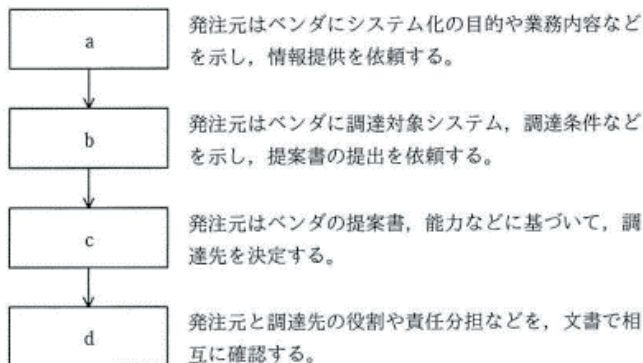 a
発注元はベンダにシステム化の目的や業務内容など
を示し，情報提供を依頼する。
b
発注元はベンダに調達対象システム，調達条件など
を示し，提案書の提出を依頼する。
c
発注元はベンダの提案書，能力などに基づいて，調
達先を決定する。
d
発注元と調達先の役割や責任分担などを，文書で相
互に確認する。